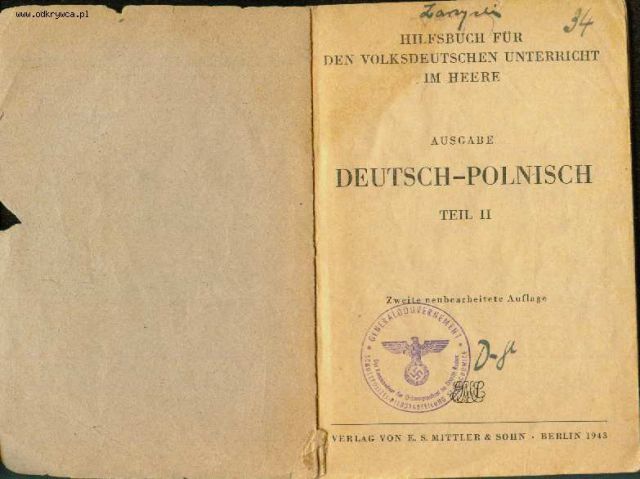 www.odkrywca.pl
34
HILFSBUCH FÜR
DEN VOLKSDEUTSCHEN UNTERRICHT
IM HEERE
AUSGABE
DEUTSCH-POLNISCH
TEIL II
Zweite neubearbeitete Auflage
GENERALGOUVERNEMENT
VERLAG VON E. S. MITTLER & SOHN · BERLIN 1943